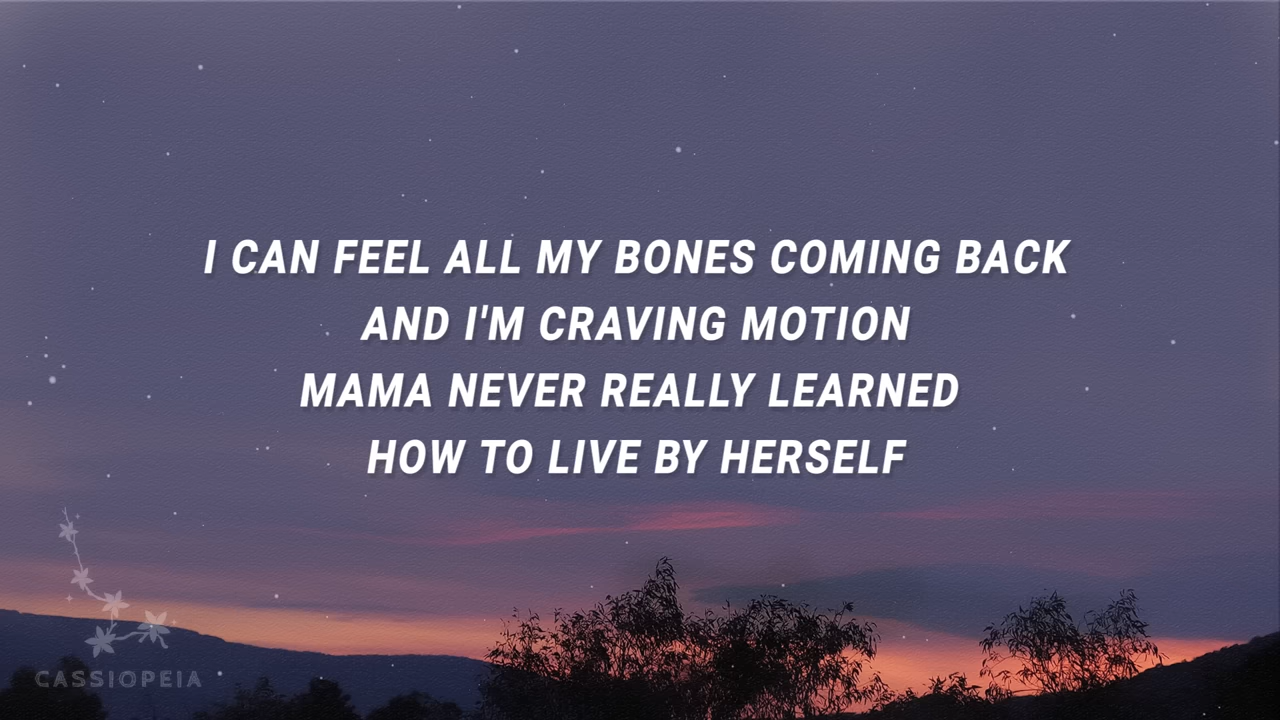 I CAN FEEL ALL MY BONES COMING BACK
AND I'M CRAVING MOTION
MAMA NEVER REALLY LEARNED
HOW TO LIVE BY HERSELF
CASSIOPEIA